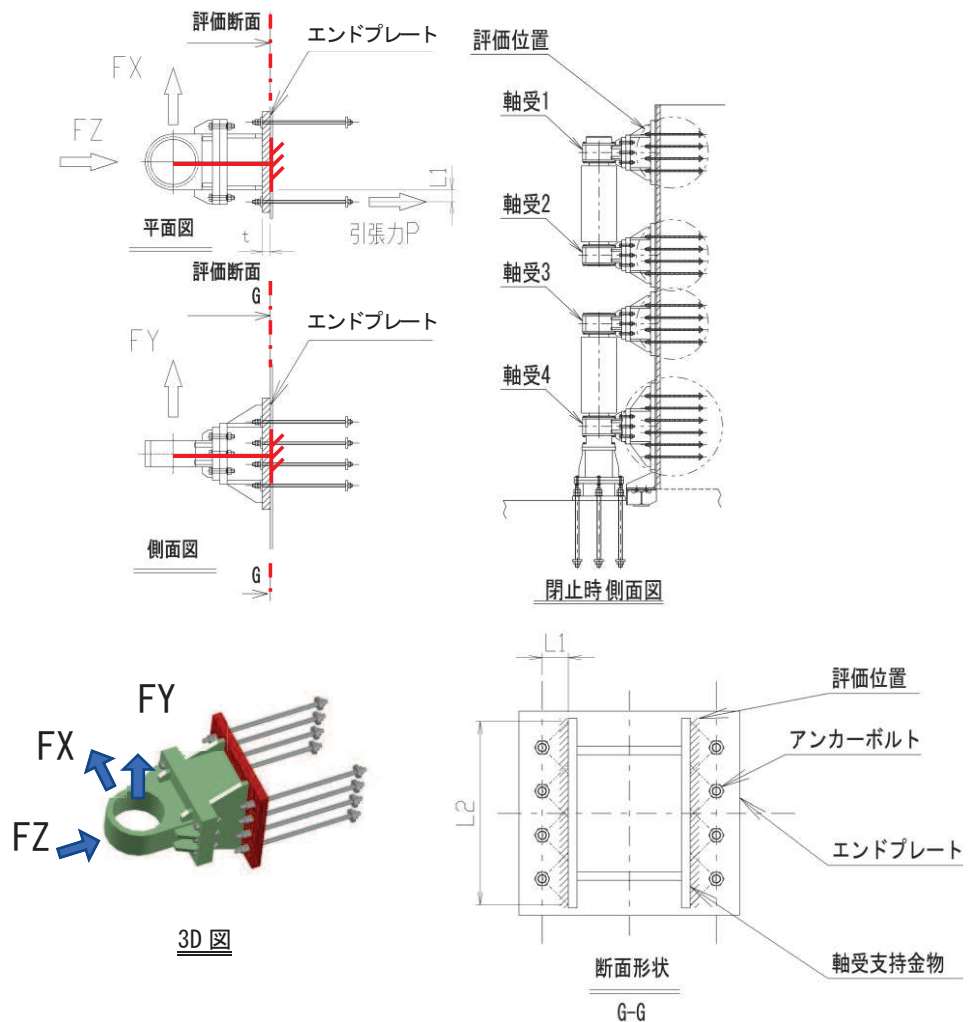 評価断面
エンドプレート
FX
FZ
L1
引張力P
t
平面図
評価断面
G
エンドプレート
FY
側面図
G
評価位置
軸受1
軸受2
軸受3
軸受4
閉止時側面図
FY
FX
FZ
3D 図
L1
評価位置
アンカーボルト
L2
エンドプレート
軸受支持金物
断面形状
G-G